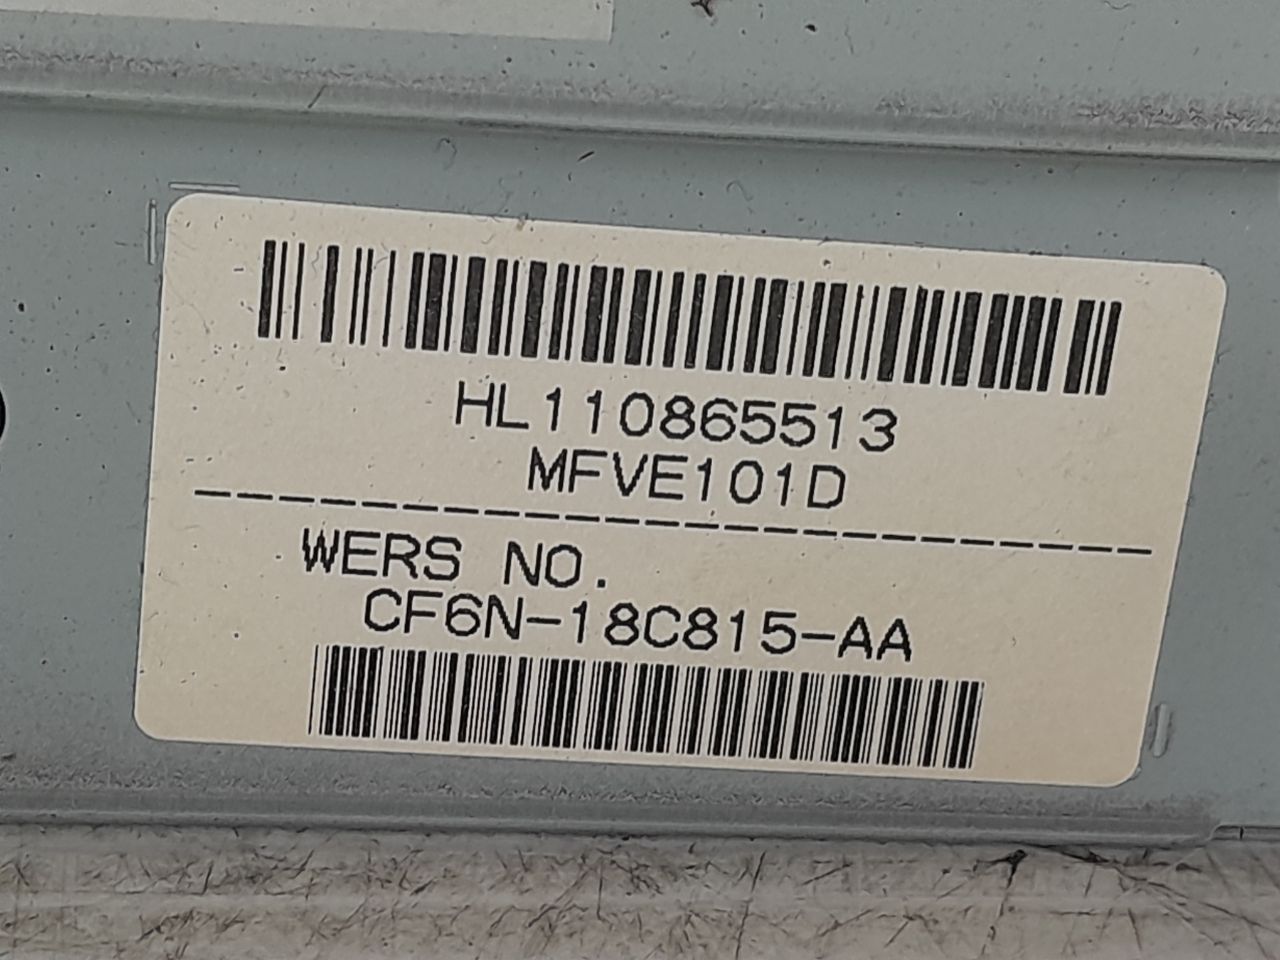 HL110865513
MFVE101D
WERS NO.
CF6N-18C815-AA